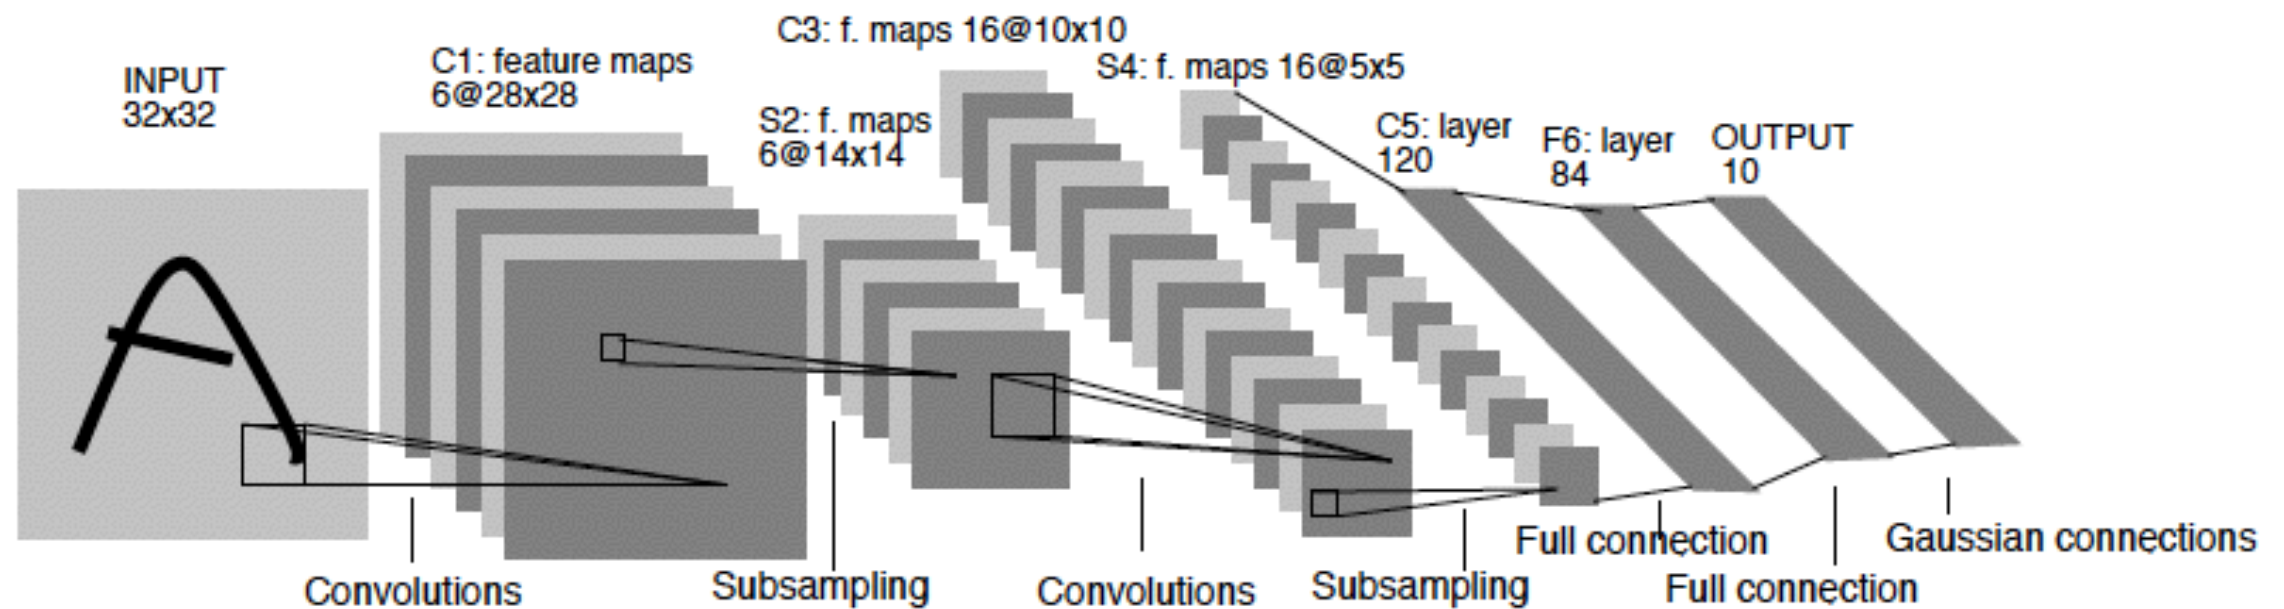 INPUT
32x32
C1: feature maps
6@28x28
S2: f. maps
6@14x14
C3: f. maps 16@10x10
S4: f. maps 16@5x5
C5: layer
120
F6: layer
84
OUTPUT
10
Convolutions
Subsampling
Convolutions
Subsampling
Full connection
Full connection
Gaussian connections